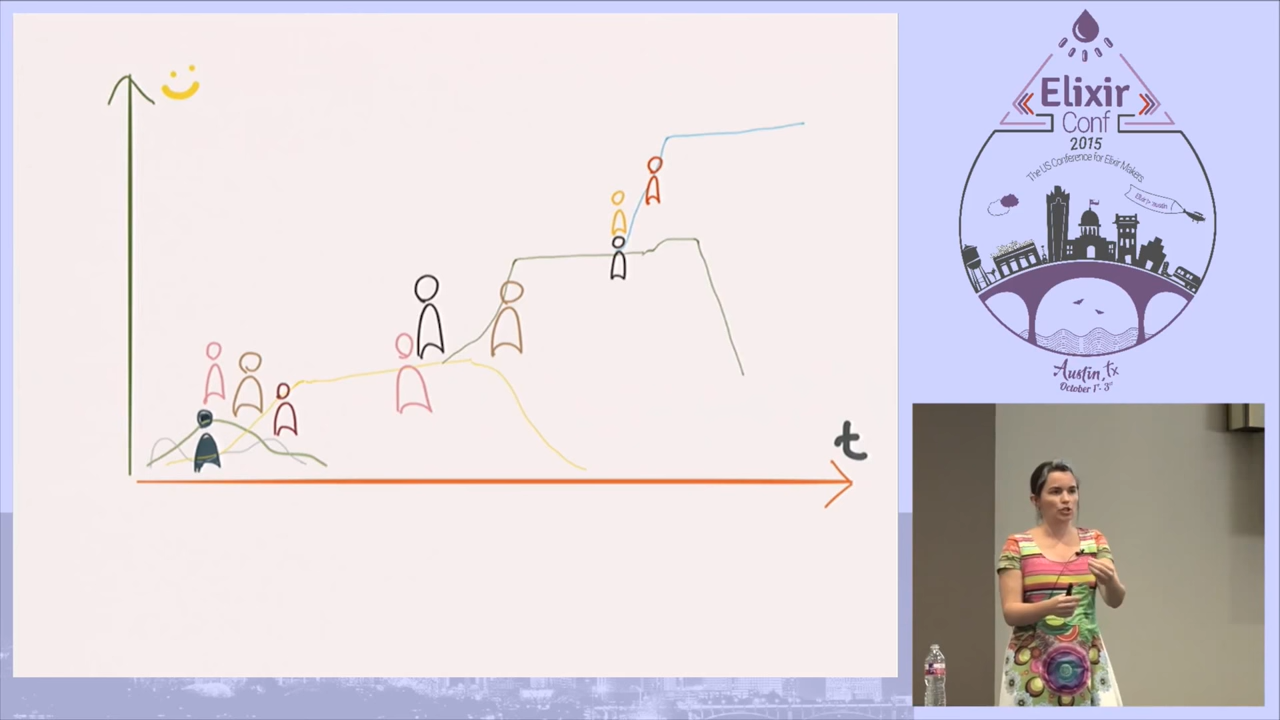 t
Elixir
Conf
2015
The US Conference for Elixir Makers
Austin, Tx
October 1st - 3rd